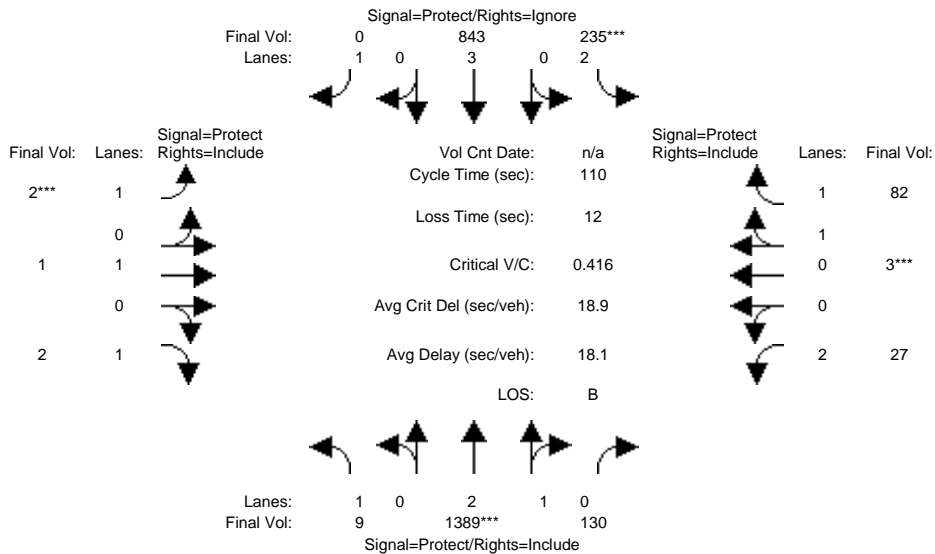 Signal=Protect/Rights=Ignore
Final Vol: 0 843 235***
Lanes: 1 0 3 0 2
Signal=Protect
Final Vol: Lanes: Rights=Include
Vol Cnt Date: n/a
Signal=Protect
Rights=Include Lanes: Final Vol:
Cycle Time (sec): 110
2*** 1
1 82
Loss Time (sec): 12
0
1
1 1
Critical V/C: 0.416
0 3***
0
Avg Crit Del (sec/veh): 18.9
0
2 1
Avg Delay (sec/veh): 18.1
2 27
LOS: B
Lanes: 1 0 2 1 0
Final Vol: 9 1389*** 130
Signal=Protect/Rights=Include